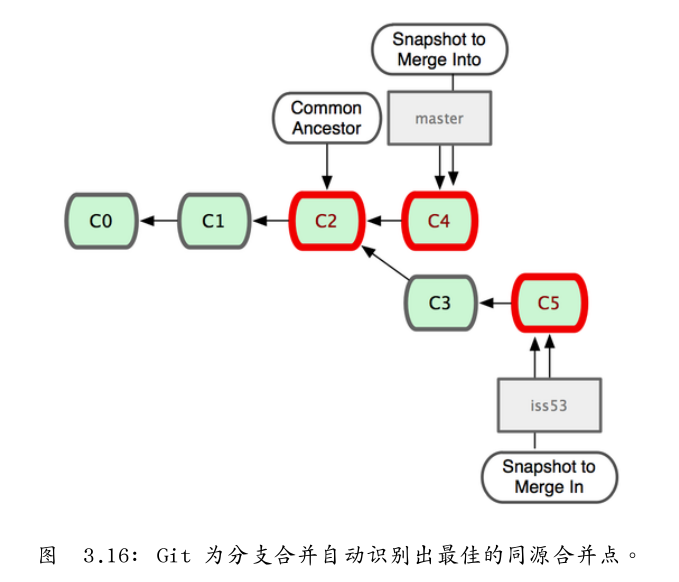 Snapshot to
Merge Into
Common
Ancestor
master
C0
C1
C2
C4
C3
C5
iss53
Snapshot to
Merge In
图 3.16: Git 为分支合并自动识别出最佳的同源合并点。